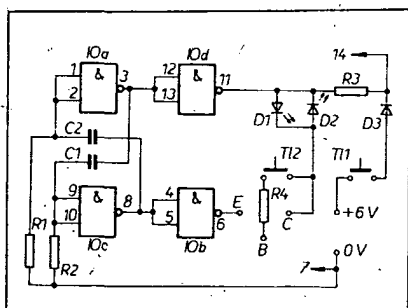 IOa IOd 14
& &
1 3 12 11 R3
2 13
D1 D2 D3
C2
C1 Tl2 Tl1
9 8 4 E
10 & 5 & 6 R4 C +6V
R1 IOc IOb B
R2 0V
7